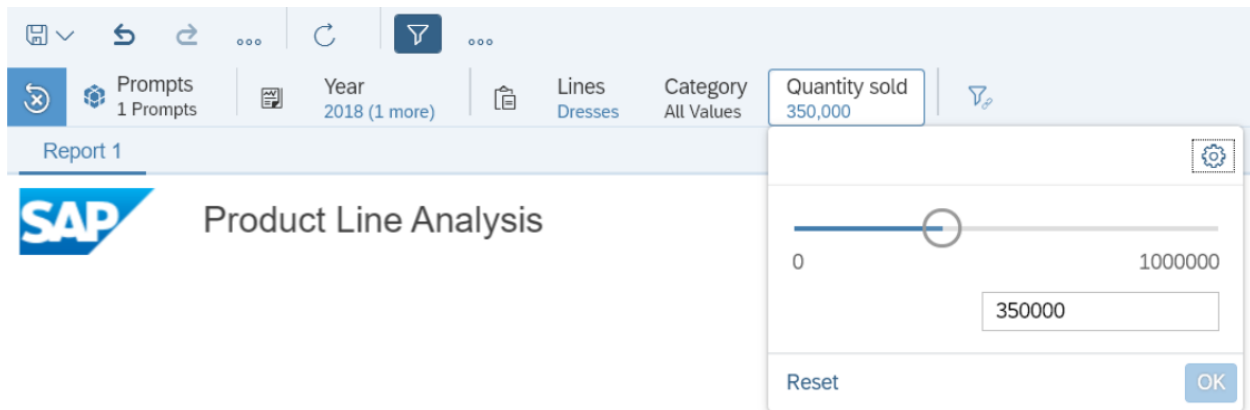 Prompts
1 Prompts
Year
2018 (1 more)
Lines
Dresses
Category
All Values
Quantity sold
350,000
Report 1
SAP
Product Line Analysis
0
1000000
350000
Reset
OK